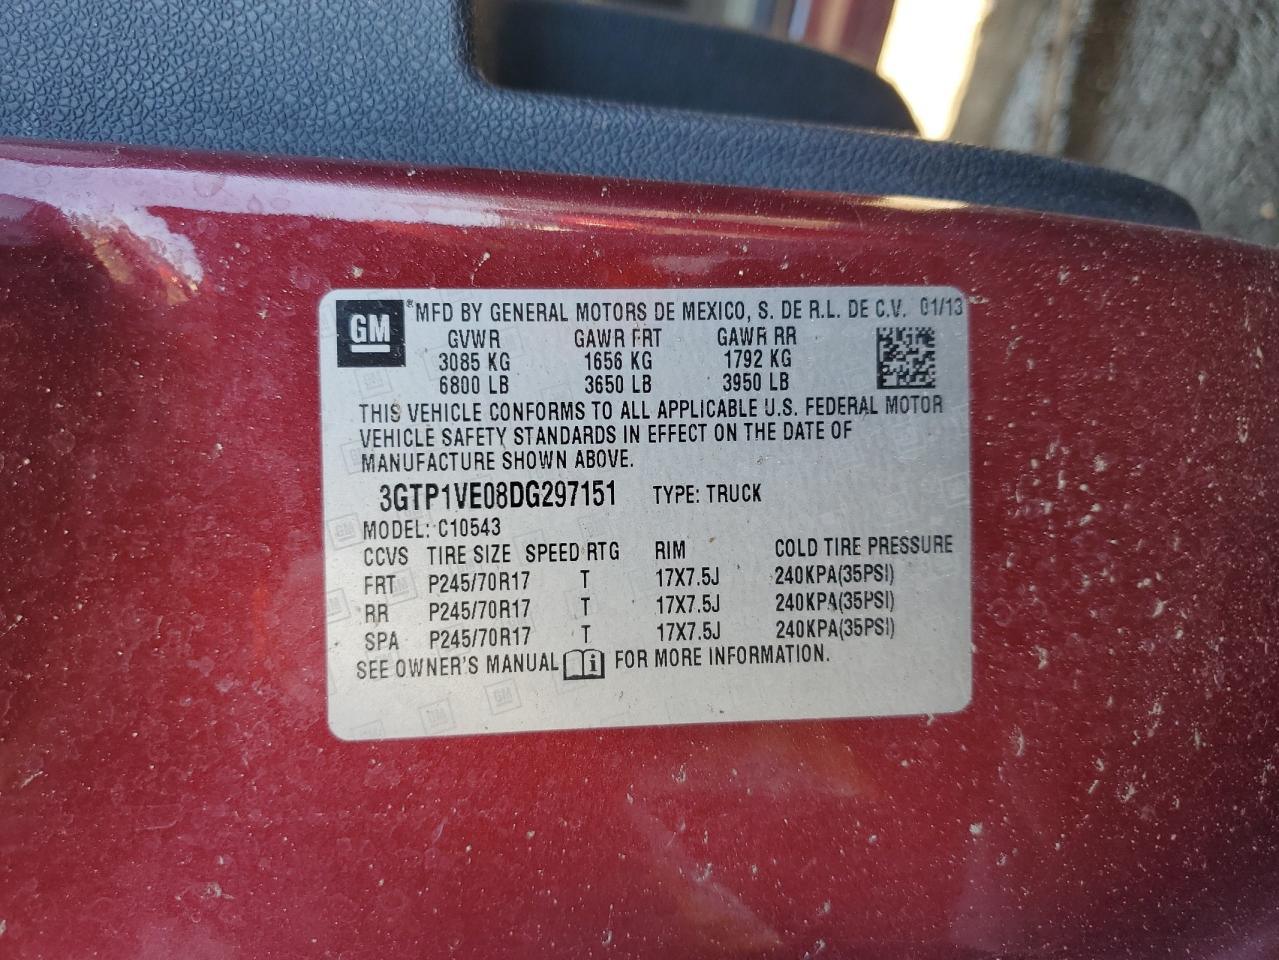 GM ® MFD BY GENERAL MOTORS DE MEXICO, S. DE R.L. DE C.V. 01/13
GVWR GAWR FRT GAWR RR
3085 KG 1656 KG 1792 KG
6800 LB 3650 LB 3950 LB
THIS VEHICLE CONFORMS TO ALL APPLICABLE U.S. FEDERAL MOTOR
VEHICLE SAFETY STANDARDS IN EFFECT ON THE DATE OF
MANUFACTURE SHOWN ABOVE.
3GTP1VE08DG297151 TYPE: TRUCK
MODEL: C10543
CCVS TIRE SIZE SPEED RTG RIM COLD TIRE PRESSURE
FRT P245/70R17 T 17X7.5J 240KPA(35PSI)
RR P245/70R17 T 17X7.5J 240KPA(35PSI)
SPA P245/70R17 T 17X7.5J 240KPA(35PSI)
SEE OWNER'S MANUAL i FOR MORE INFORMATION.